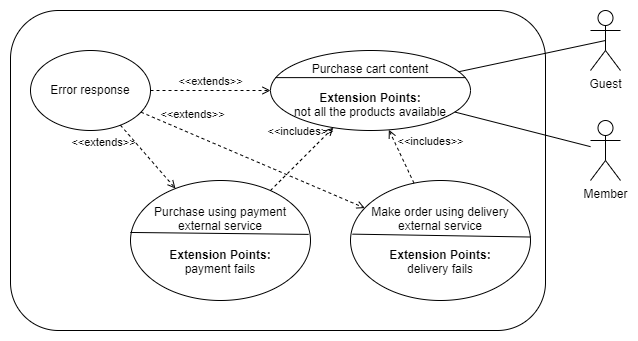 Error response
<<extends>>
Purchase cart content
Extension Points:
not all the products available
Guest
<<extends>>
<<extends>>
<<includes>>
<<includes>>
Member
Purchase using payment
external service
Extension Points:
payment fails
Make order using delivery
external service
Extension Points:
delivery fails